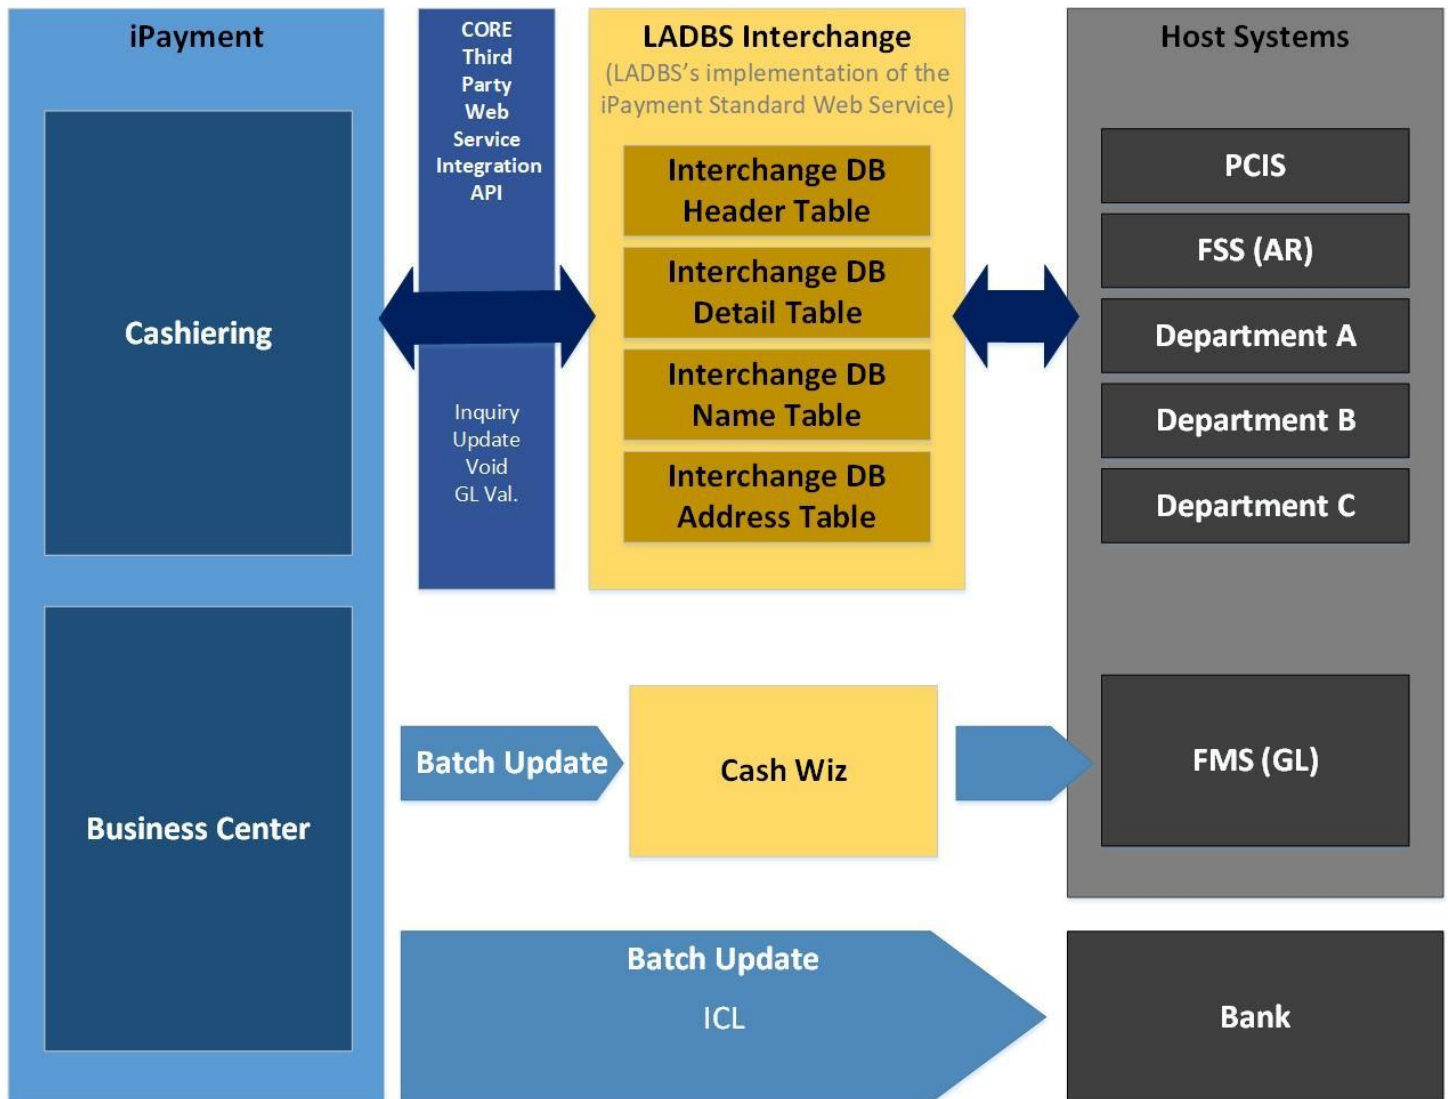 iPayment
Cashiering
Business Center
CORE
Third
Party
Web
Service
Integration
API
Inquiry
Update
Void
GL Val.
LADBS Interchange
(LADBS's implementation of the
iPayment Standard Web Service)
Interchange DB
Header Table
Interchange DB
Detail Table
Interchange DB
Name Table
Interchange DB
Address Table
Host Systems
PCIS
FSS (AR)
Department A
Department B
Department C
Batch Update
Cash Wiz
FMS (GL)
Batch Update
ICL
Bank